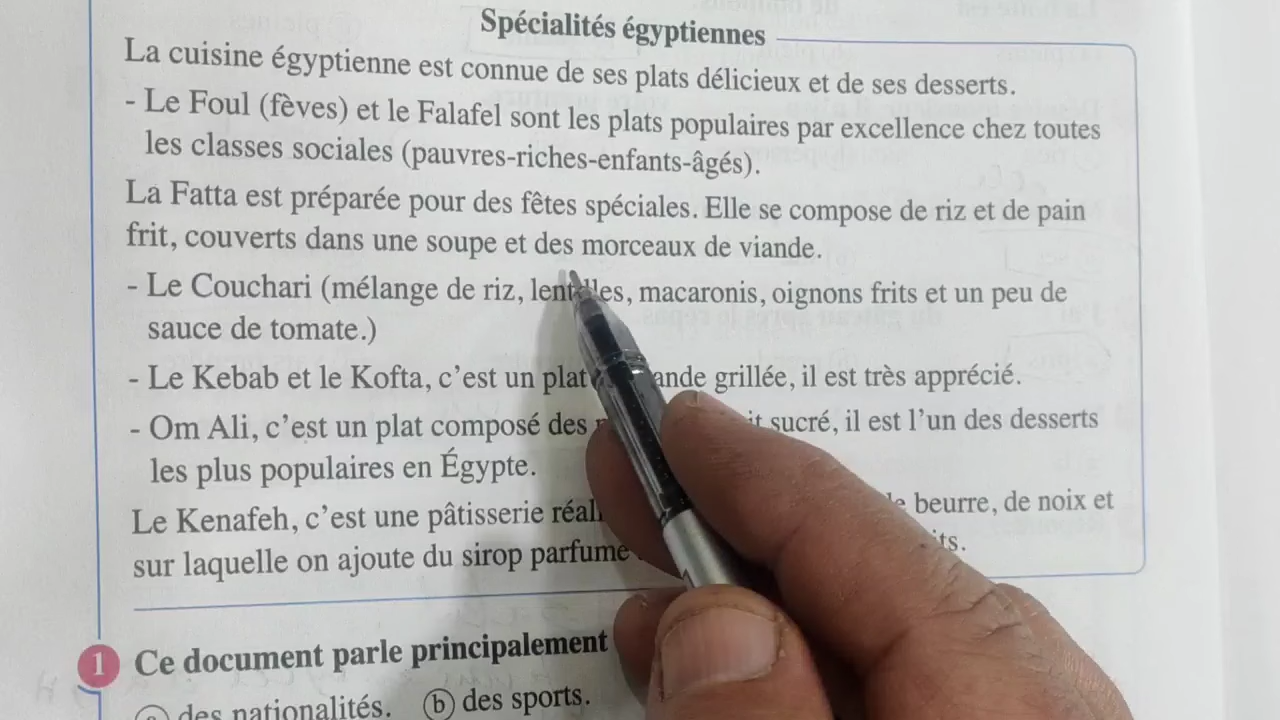 Spécialités égyptiennes
La cuisine égyptienne est connue de ses plats délicieux et de ses desserts.
- Le Foul (fèves) et le Falafel sont les plats populaires par excellence chez toutes
les classes sociales (pauvres-riches-enfants-âgés).
La Fatta est préparée pour des fêtes spéciales. Elle se compose de riz et de pain
frit, couverts dans une soupe et des morceaux de viande.
- Le Couchari (mélange de riz, lentilles, macaronis, oignons frits et un peu de
sauce de tomate.)
- Le Kebab et le Kofta, c'est un plat grillée, il est très apprécié.
- Om Ali, c'est un plat composé des sucré, il est l'un des desserts
les plus populaires en Égypte.
Le Kenafeh, c'est une pâtisserie beurre, de noix et
sur laquelle on ajoute du sirop
1 Ce document parle principalement
a des nationalités. b des sports.